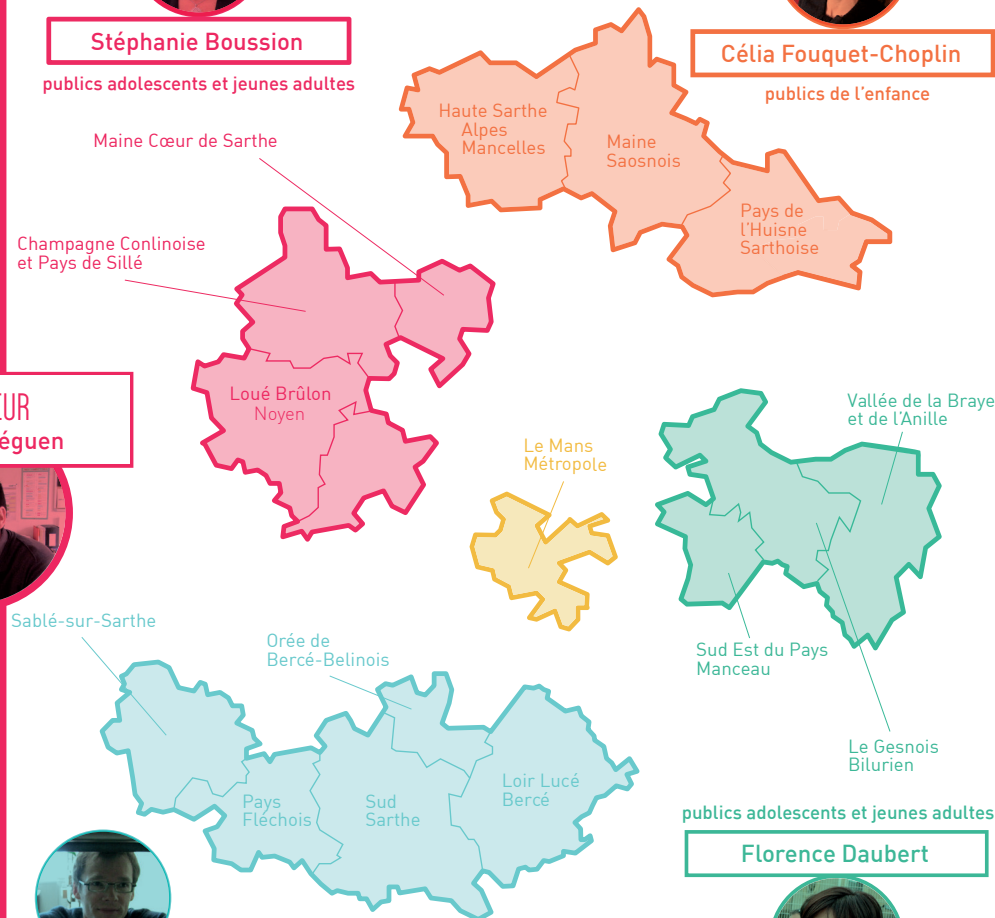 Stéphanie Boussion
publics adolescents et jeunes adultes
Célia Fouquet-Choplin
publics de l'enfance
Haute Sarthe
Alpes
Mancelles
Maine
Saosnois
Pays de
l'Huisne
Sarthoise
Maine Cœur de Sarthe
Champagne Conlinoise
et Pays de Sillé
Loué Brûlon
Noyen
Le Mans
Métropole
Vallée de la Braye
et de l'Anille
Sud Est du Pays
Manceau
Le Gesnois
Bilurien
Sablé-sur-Sarthe
Orée de
Bercé-Belinois
Pays
Fléchois
Sud
Sarthe
Loir Lucé
Bercé
publics adolescents et jeunes adultes
Florence Daubert